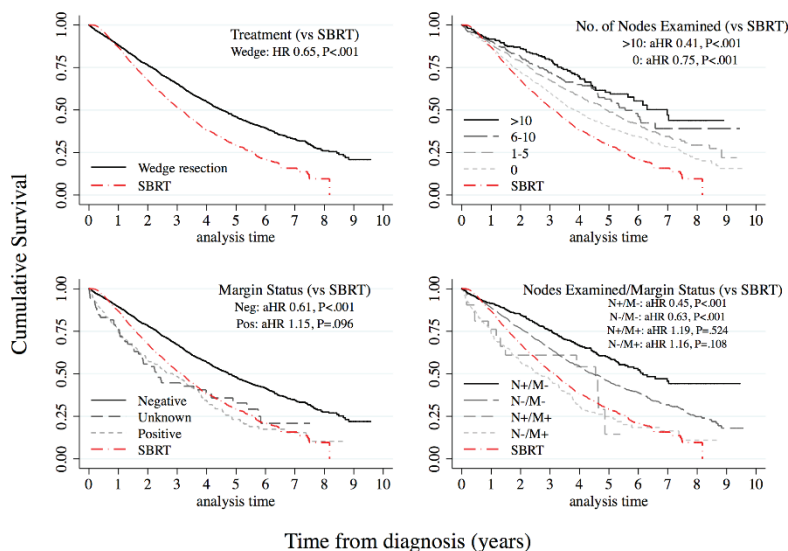 Cumulative Survival
Treatment (vs SBRT)
Wedge: HR 0.65, P<.001
1.00
0.75
0.50
0.25
0.00
Wedge resection
SBRT
0 1 2 3 4 5 6 7 8 9 10
analysis time
No. of Nodes Examined (vs SBRT)
>10: aHR 0.41, P<.001
0: aHR 0.75, P<.001
1.00
0.75
0.50
0.25
0.00
>10
6-10
1-5
0
SBRT
0 1 2 3 4 5 6 7 8 9 10
analysis time
Margin Status (vs SBRT)
Neg: aHR 0.61, P<.001
Pos: aHR 1.15, P=.096
1.00
0.75
0.50
0.25
0.00
Negative
Unknown
Positive
SBRT
0 1 2 3 4 5 6 7 8 9 10
analysis time
Nodes Examined/Margin Status (vs SBRT)
N+/M-: aHR 0.45, P<.001
N-/M-: aHR 0.63, P<.001
N+/M+: aHR 1.19, P=.524
N-/M+: aHR 1.16, P=.108
1.00
0.75
0.50
0.25
0.00
N+/M-
N-/M-
N+/M+
N-/M+
SBRT
0 1 2 3 4 5 6 7 8 9 10
analysis time
Time from diagnosis (years)